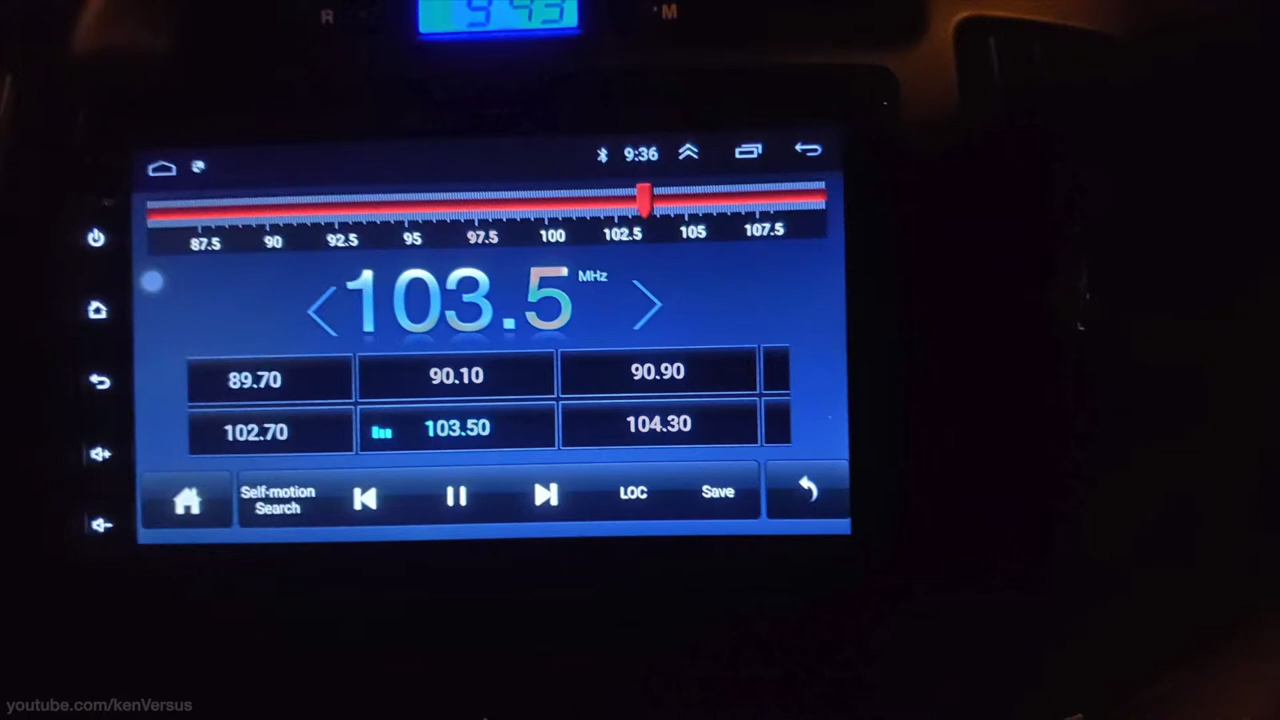 R
M
9:36
87.5 90 92.5 95 97.5 100 102.5 105 107.5
103.5 MHz
89.70 90.10 90.90
102.70 103.50 104.30
Self-motion
Search
LOC Save
youtube.com/kenVersus